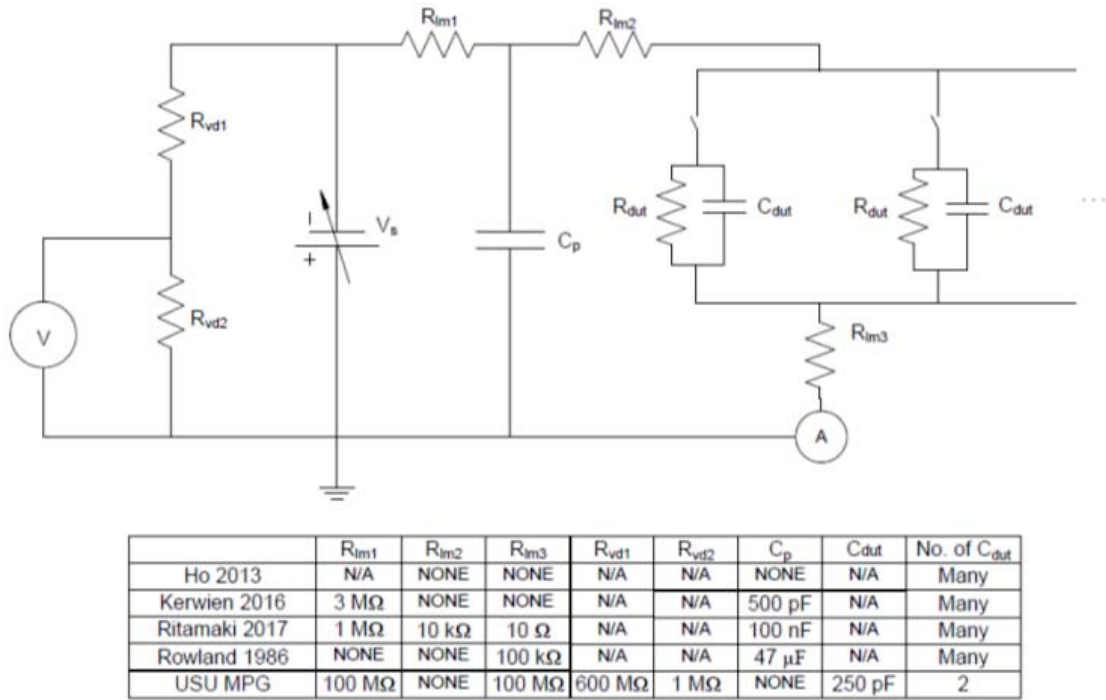 Rlm1
Rlm2
Rvd1
Rdut
Cdut
Rdut
Cdut
...
I
Vs
+
Cp
Rvd2
V
Rlm3
A
Rlm1 Rlm2 Rlm3 Rvd1 Rvd2 Cp Cdut No. of Cdut
Ho 2013 N/A NONE NONE N/A N/A NONE N/A Many
Kerwien 2016 3 MΩ NONE NONE N/A N/A 500 pF N/A Many
Ritamaki 2017 1 MΩ 10 kΩ 10 Ω N/A N/A 100 nF N/A Many
Rowland 1986 NONE NONE 100 kΩ N/A N/A 47 μF N/A Many
USU MPG 100 MΩ NONE 100 MΩ 600 MΩ 1 MΩ NONE 250 pF 2